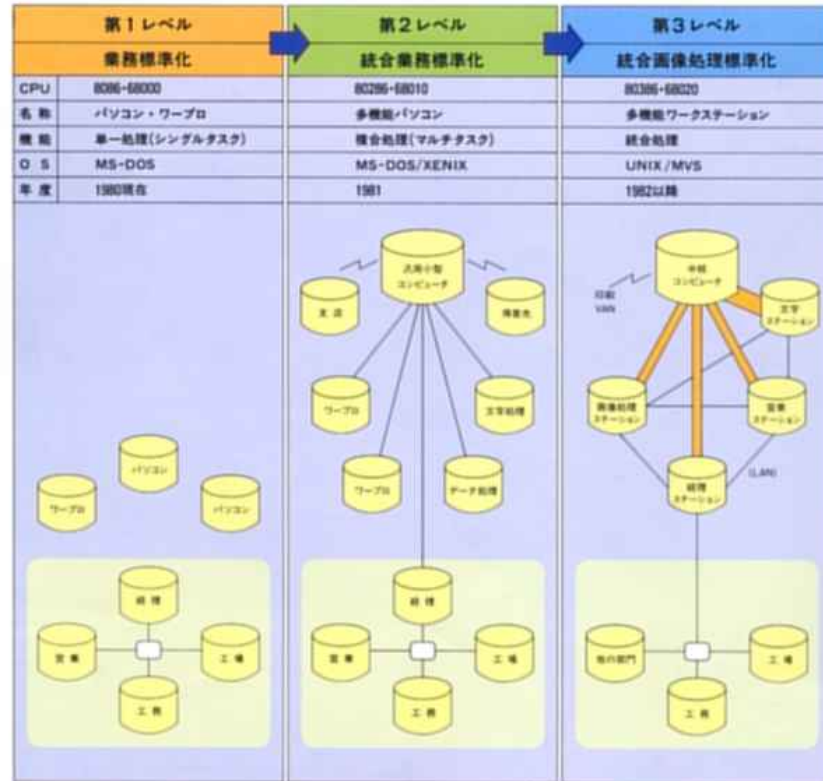 第1レベル
第2レベル
第3レベル
業務標準化
統合業務標準化
統合画像処理標準化
CPU
8086・68000
80286・68010
80386・68020
名称
パソコン・ワープロ
多機能パソコン
多機能ワークステーション
機能
単一処理(シングルタスク)
複合処理(マルチタスク)
統合処理
OS
MS-DOS
MS-DOS/XENIX
UNIX/MVS
年度
1980現在
1981
1982以降
パソコン
ワープロ
パソコン
経理
営業
工場
工務
汎用小型
コンピュータ
支店
得意先
ワープロ
文字処理
ワープロ
データ処理
経理
営業
工場
工務
中核
コンピュータ
印刷
VAN
文字
ステーション
画像処理
ステーション
営業
ステーション
(LAN)
経理
ステーション
他の部門
工場
工務